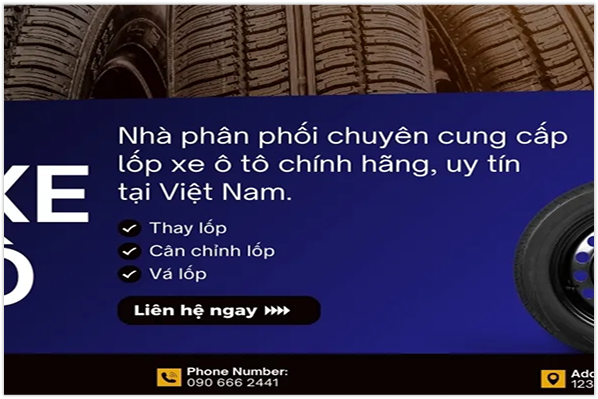 Nhà phân phối chuyên cung cấp
lốp xe ô tô chính hãng, uy tín
tại Việt Nam.
XE
Ô
Thay lốp
Cân chỉnh lốp
Vá lốp
Liên hệ ngay
Phone Number:
090 666 2441